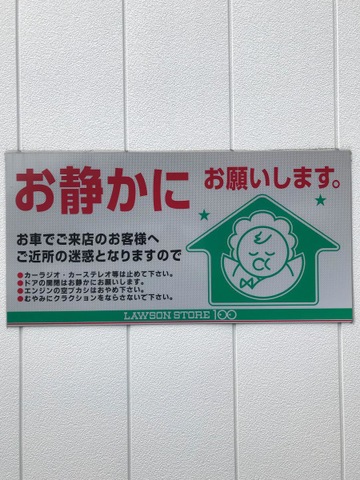 お静かに お願いします。
お車でご来店のお客様へ
ご近所の迷惑となりますので
●カーラジオ・カーステレオ等は止めて下さい。
●ドアの開閉はお静かにお願いします。
●エンジンの空ブカシはおやめ下さい。
●むやみにクラクションをならさないで下さい。
LAWSON STORE 100